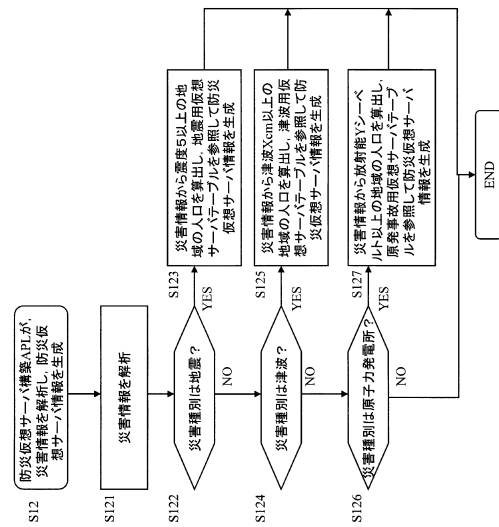 S12
防災仮想サーバ構築APLが、
災害情報を解析し、防災仮
想サーバ情報を生成
S121
災害情報を解析
S122
災害種別は地震？
YES
NO
S123
災害情報から震度５以上の地
域の人口を算出し、地震用仮想
サーバテーブルを参照して防災
仮想サーバ情報を生成
S124
災害種別は津波？
YES
NO
S125
災害情報から津波Xcm以上の
地域の人口を算出し、津波用仮
想サーバテーブルを参照して防
災仮想サーバ情報を生成
S126
災害種別は原子力発電所？
YES
NO
S127
災害情報から放射能Yシーベ
ルト以上の地域の人口を算出し、
原発事故用仮想サーバテーブ
ルを参照して防災仮想サーバ
情報を生成
END